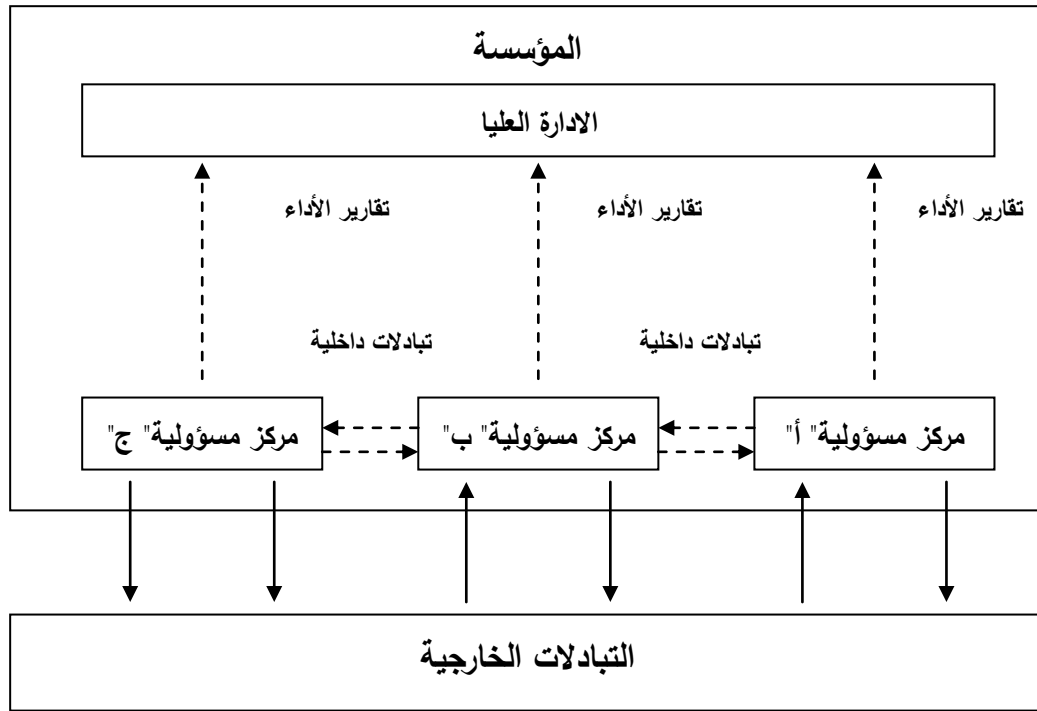 المؤسسة
الادارة العليا
تقارير الأداء
تقارير الأداء
تقارير الأداء
تبادلات داخلية
تبادلات داخلية
مركز مسؤولية" أ"
مركز مسؤولية" ب"
مركز مسؤولية" ج"
التبادلات الخارجية